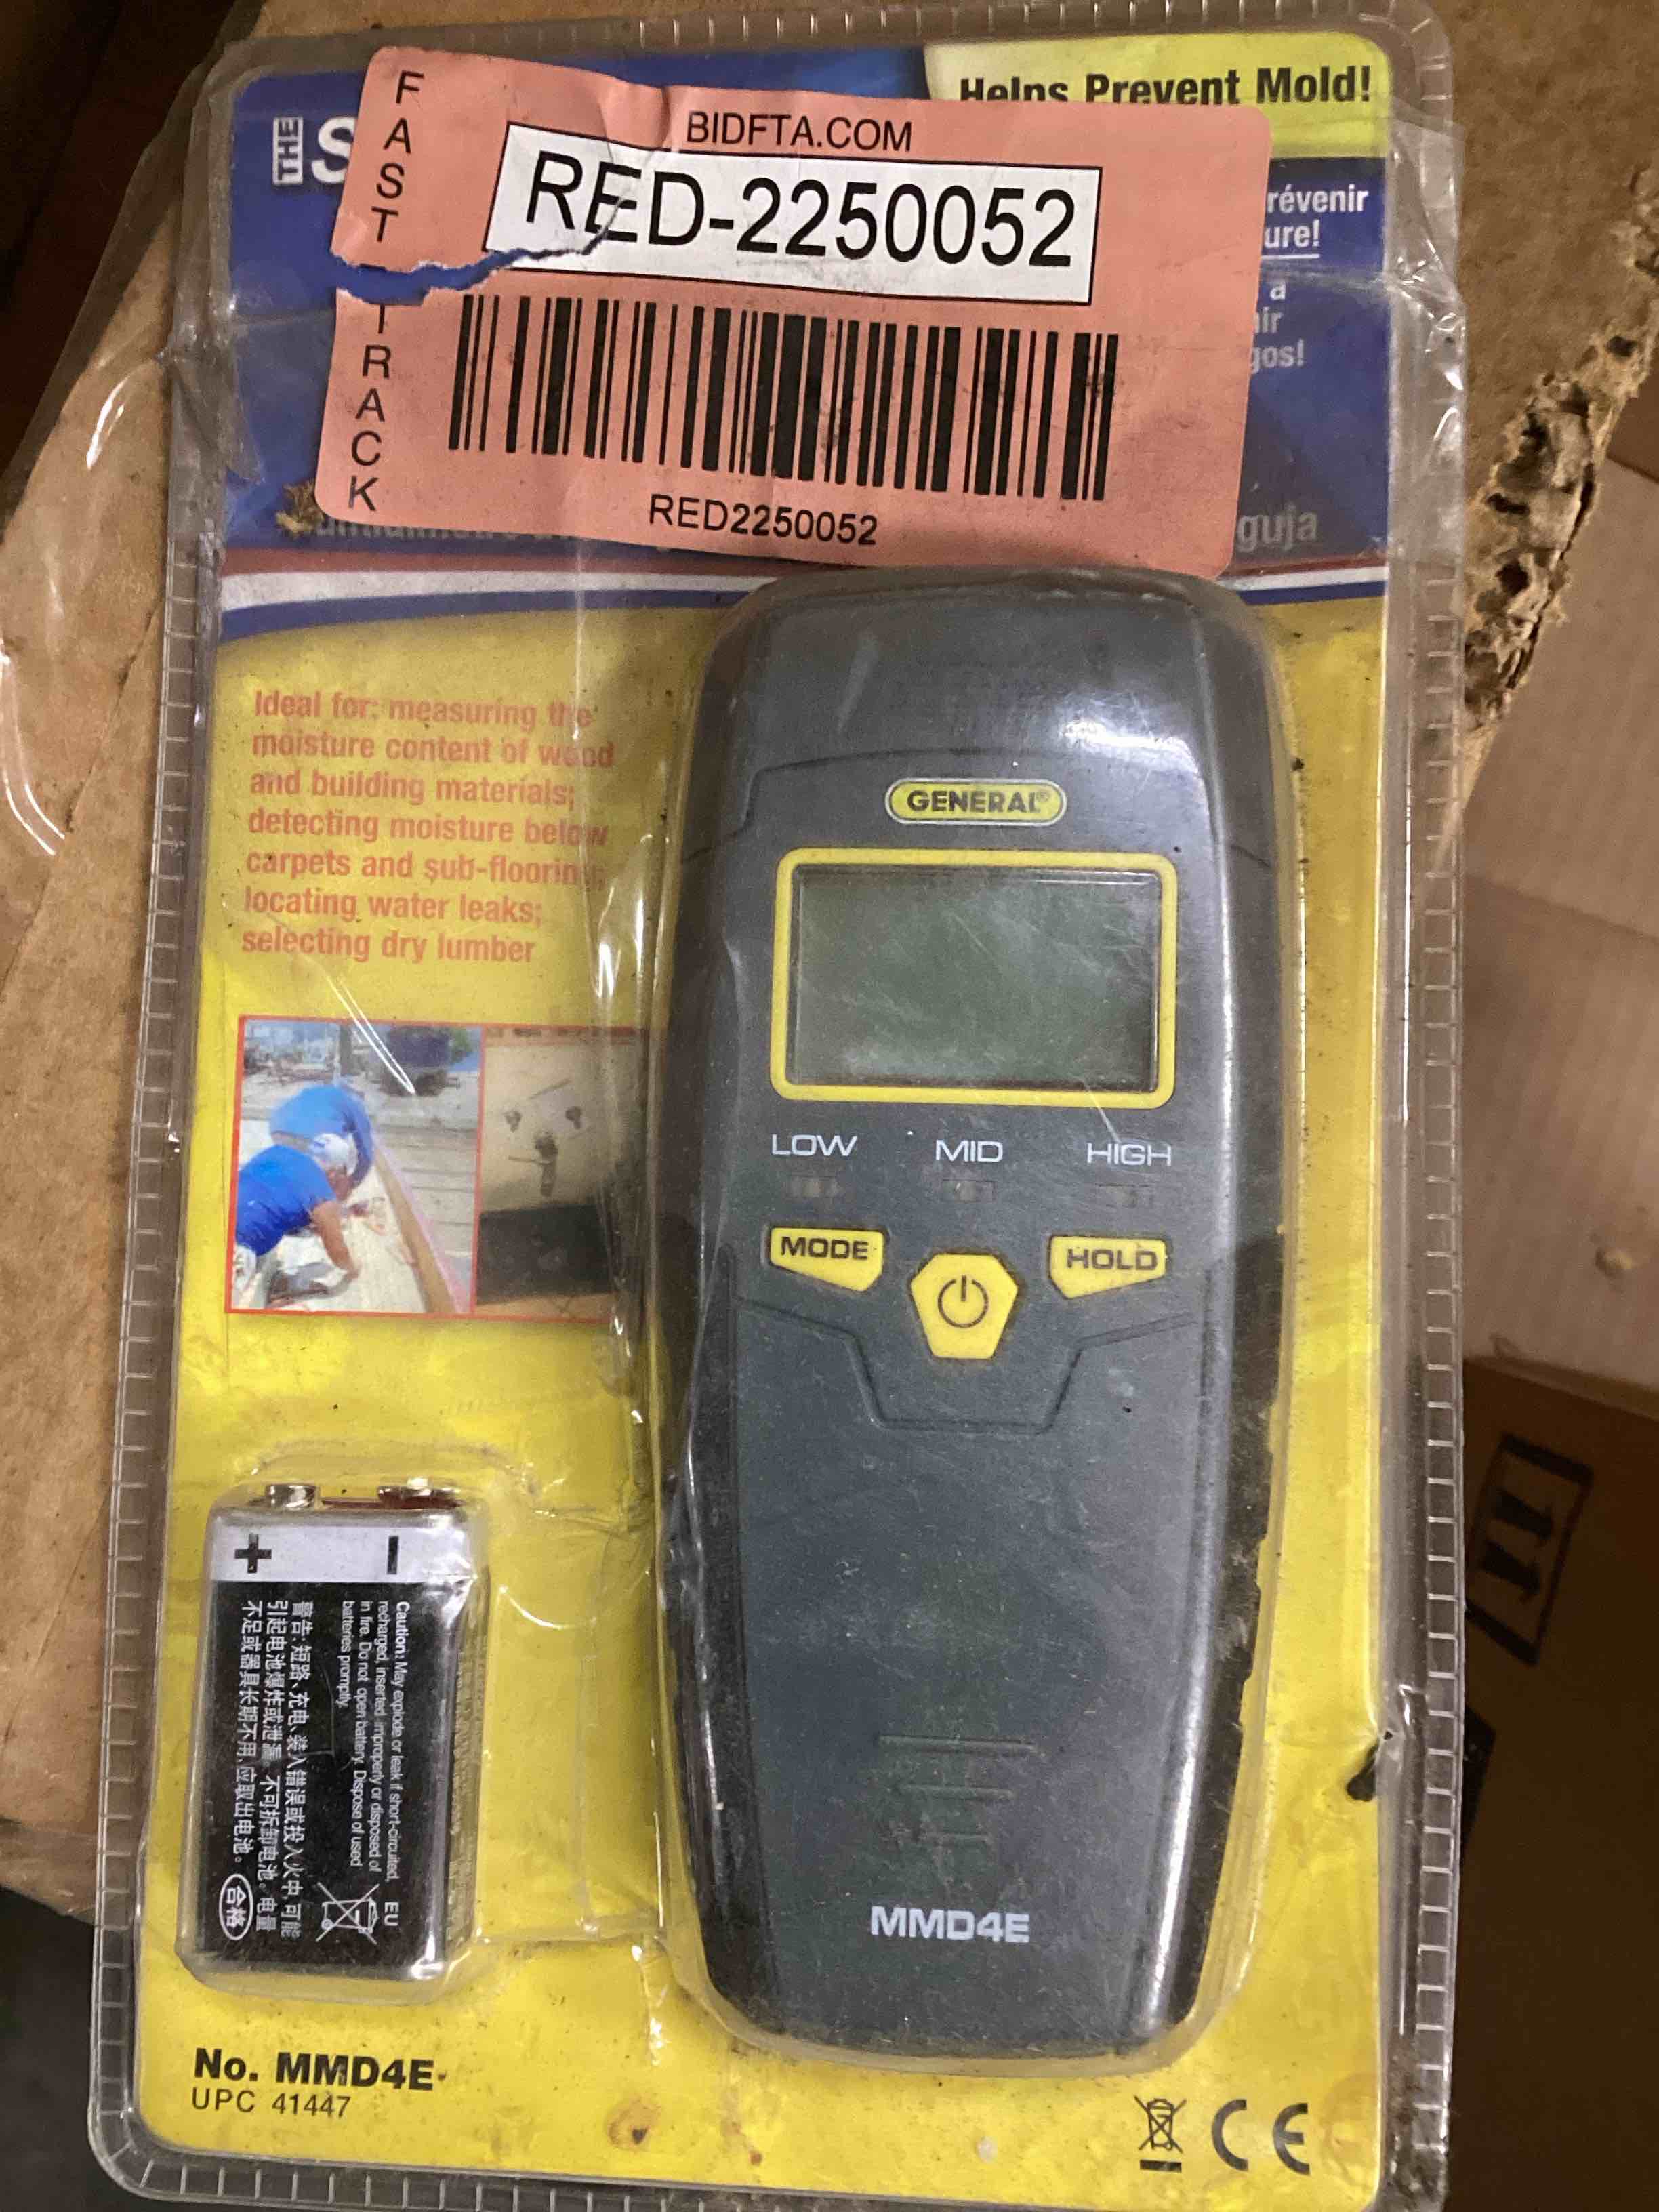 Helps Prevent Mold!
THE
FAST TRACK
BIDFTA.COM
RED-2250052
RED2250052
révenir
ure!
a
nir
gos!
guja
Ideal for: measuring the
moisture content of wood
and building materials;
detecting moisture below
carpets and sub-flooring;
locating water leaks;
selecting dry lumber
GENERAL®
LOW MID HIGH
MODE
HOLD
MMD4E
+ −
Caution: May explode or leak if short-circuited,
recharged, inserted improperly or disposed of
in fire. Do not open battery. Dispose of used
batteries promptly.
EU
警告:短路、充电、装入错误或投入火中,可能
引起电池爆炸或泄漏。不可拆卸电池。电量
不足或器具长期不用,应取出电池。
合格
No. MMD4E
UPC 41447
CE